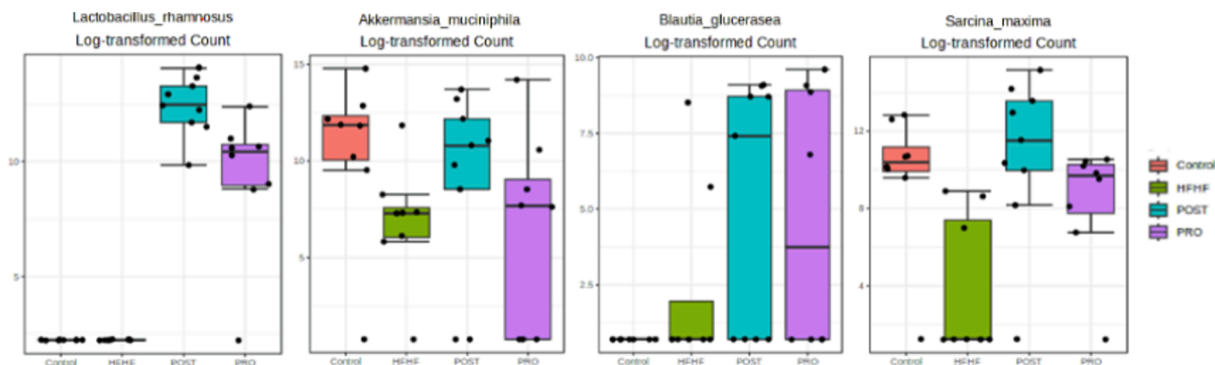 Lactobacillus_rhamnosus
Log-transformed Count
10
5
Control HFHF POST PRO
Akkermansia_muciniphila
Log-transformed Count
15
10
5
Control HFHF POST PRO
Blautia_glucerasea
Log-transformed Count
10.0
7.5
5.0
2.5
Control HFHF POST PRO
Sarcina_maxima
Log-transformed Count
12
8
4
Control HFHF POST PRO
Control
HFHF
POST
PRO